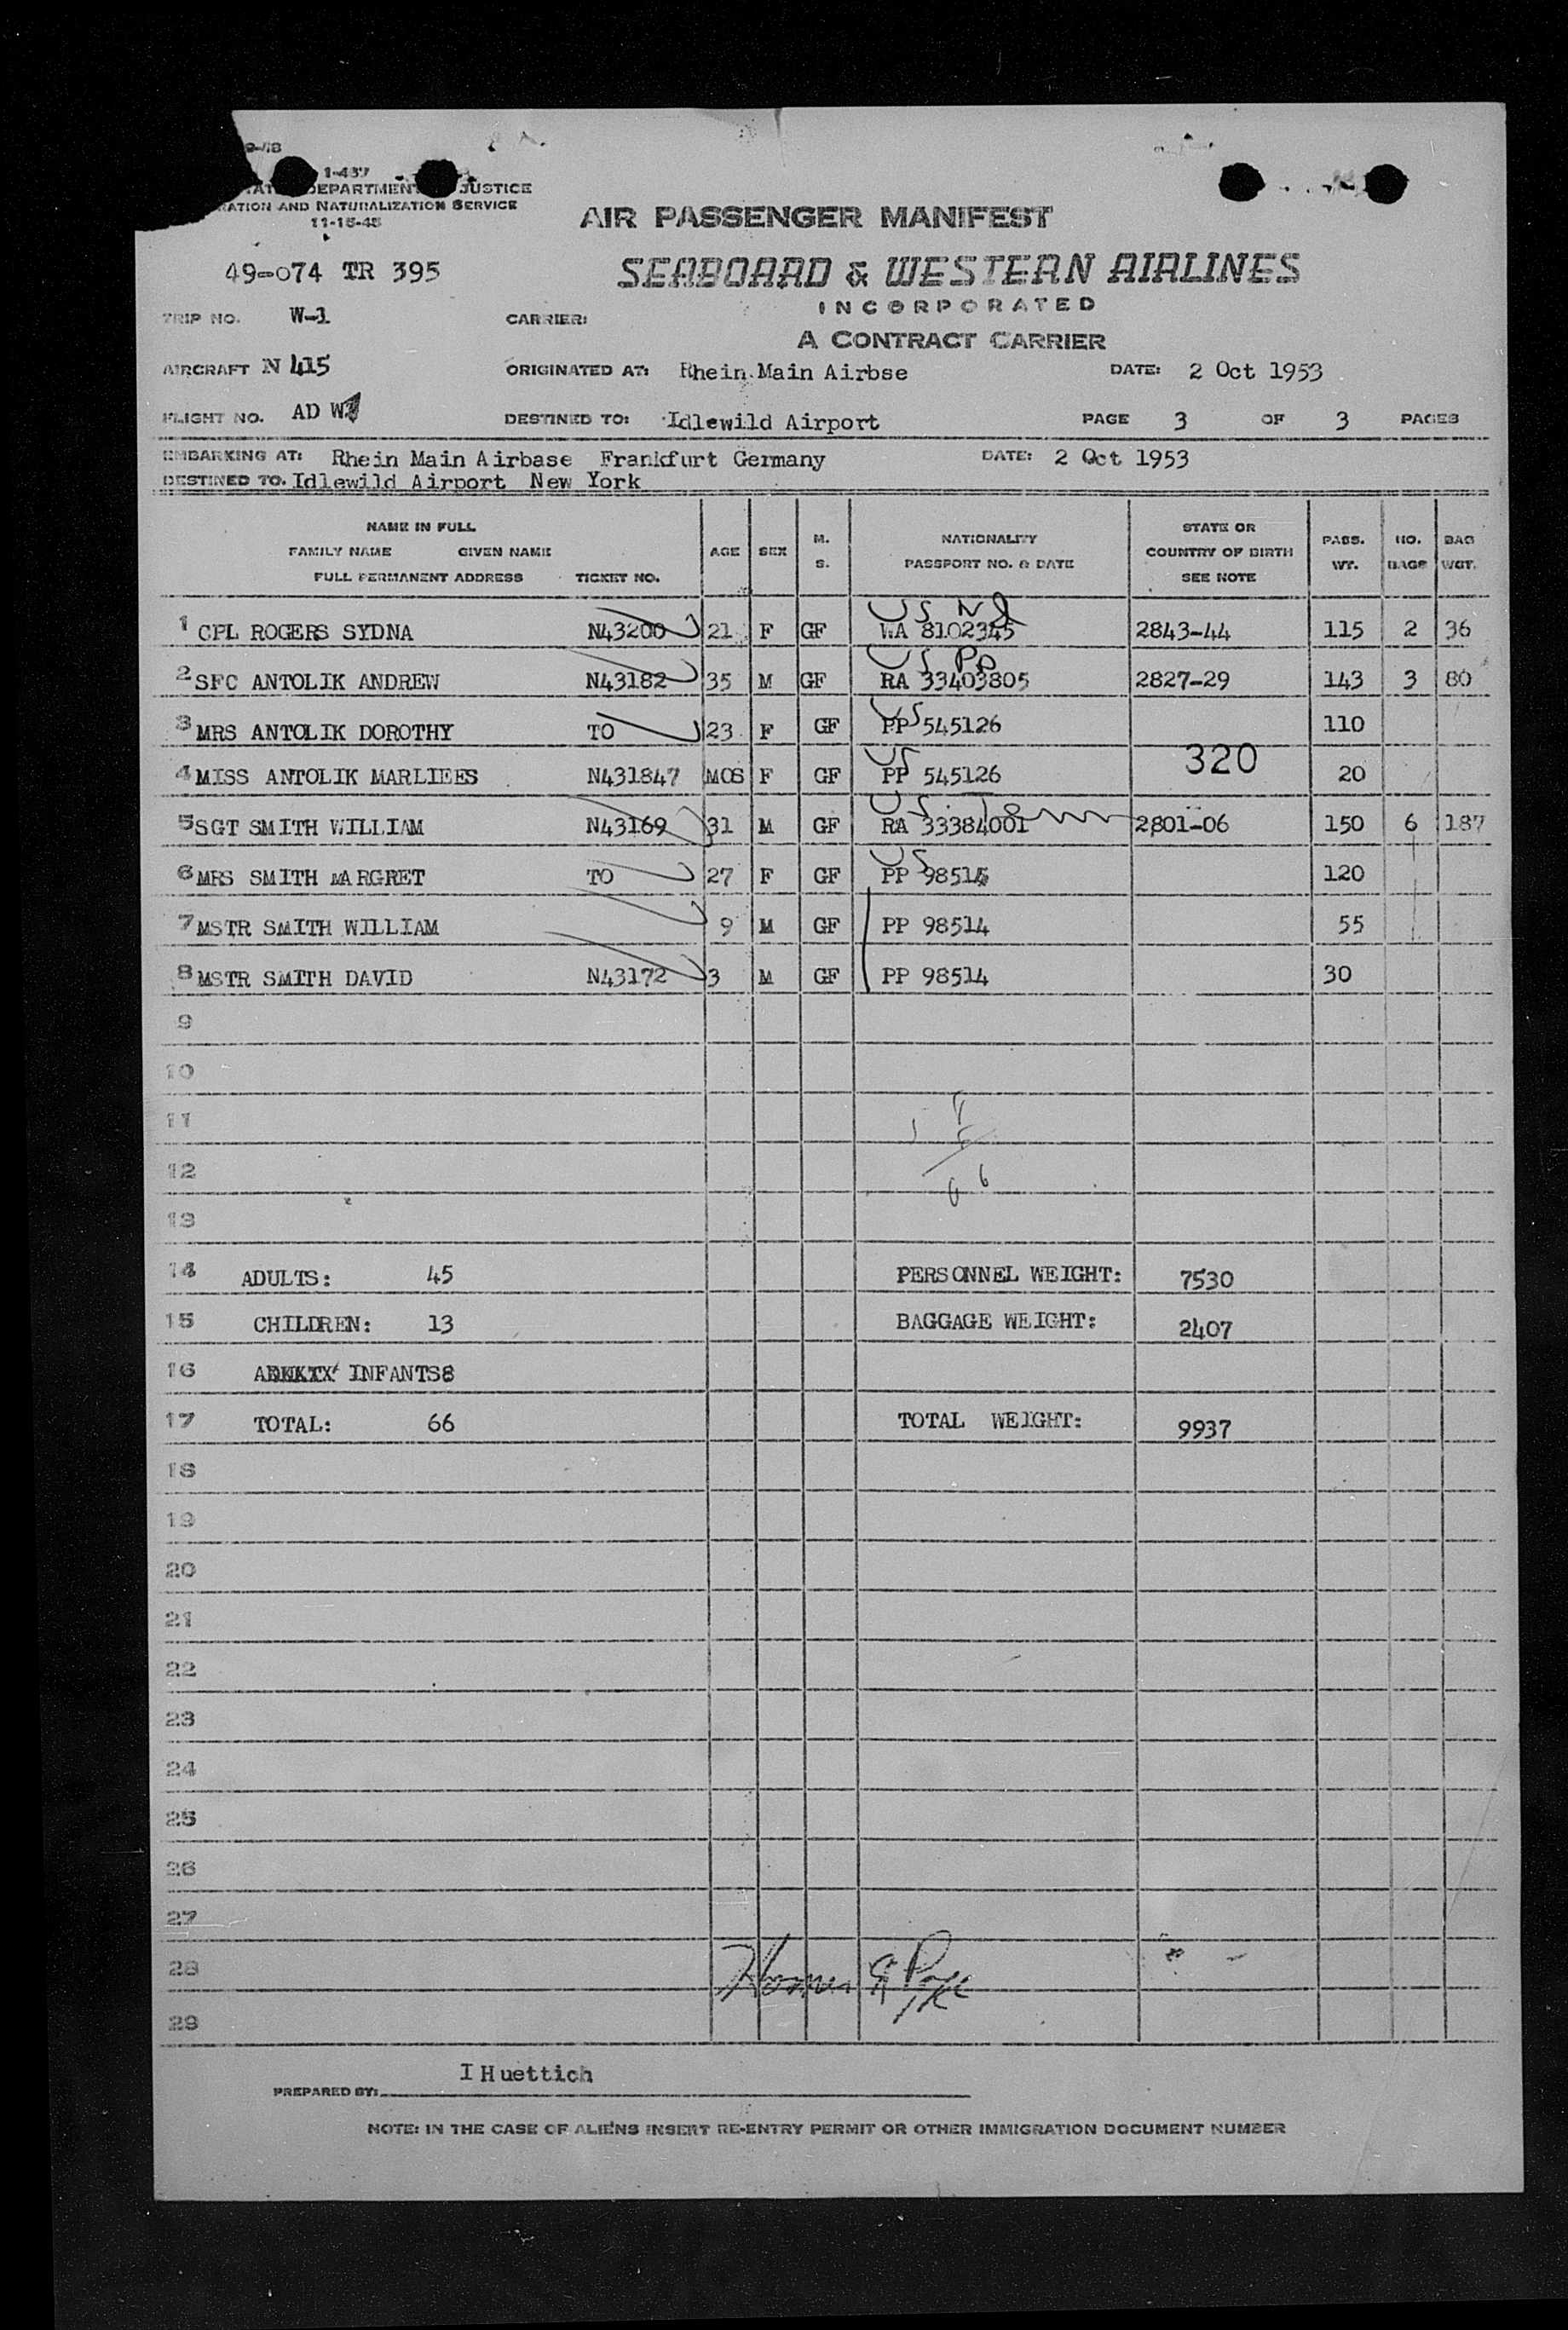 9-48
1-437
DEPARTMENT JUSTICE
RATION AND NATURALIZATION SERVICE
11-15-48
AIR PASSENGER MANIFEST
49-074 TR 395
SEABOARD & WESTERN AIRLINES
INCORPORATED
TRIP NO. W-1 CARRIER:
A CONTRACT CARRIER
AIRCRAFT N 415 ORIGINATED AT: Rhein Main Airbse DATE: 2 Oct 1953
FLIGHT NO. AD DESTINED TO: Idlewild Airport PAGE 3 OF 3 PAGES
EMBARKING AT: Rhein Main Airbase Frankfurt Germany DATE: 2 Oct 1953
DESTINED TO. Idlewild Airport New York
NAME IN FULL
FAMILY NAME GIVEN NAME
FULL PERMANENT ADDRESS TICKET NO.
AGE
SEX
M.
S.
NATIONALITY
PASSPORT NO. & DATE
STATE OR
COUNTRY OF BIRTH
SEE NOTE
PASS.
WT.
NO.
BAGS
BAG
WGT.
US
1 CPL ROGERS SYDNA N43200 21 F GF WA 8102345 2843-44 115 2 36
US PP
2 SFC ANTOLIK ANDREW N43182 35 M GF RA 33403805 2827-29 143 3 80
US
3 MRS ANTOLIK DOROTHY TO 23 F GF PP 545126 110
US 320
4 MISS ANTOLIK MARLIEES N431847 MOS F GF PP 545126 20
US
5 SGT SMITH WILLIAM N43169 31 M GF RA 33384001 2801-06 150 6 187
US
6 MRS SMITH MARGRET TO 27 F GF PP 98514 120
7 MSTR SMITH WILLIAM 9 M GF PP 98514 55
8 MSTR SMITH DAVID N43172 3 M GF PP 98514 30
9
10
11
12
13
14 ADULTS: 45 PERSONNEL WEIGHT: 7530
15 CHILDREN: 13 BAGGAGE WEIGHT: 2407
16 INFANTS8
17 TOTAL: 66 TOTAL WEIGHT: 9937
18
19
20
21
22
23
24
25
26
27
28
29
I Huettich
PREPARED BY:
NOTE: IN THE CASE OF ALIENS INSERT RE-ENTRY PERMIT OR OTHER IMMIGRATION DOCUMENT NUMBER